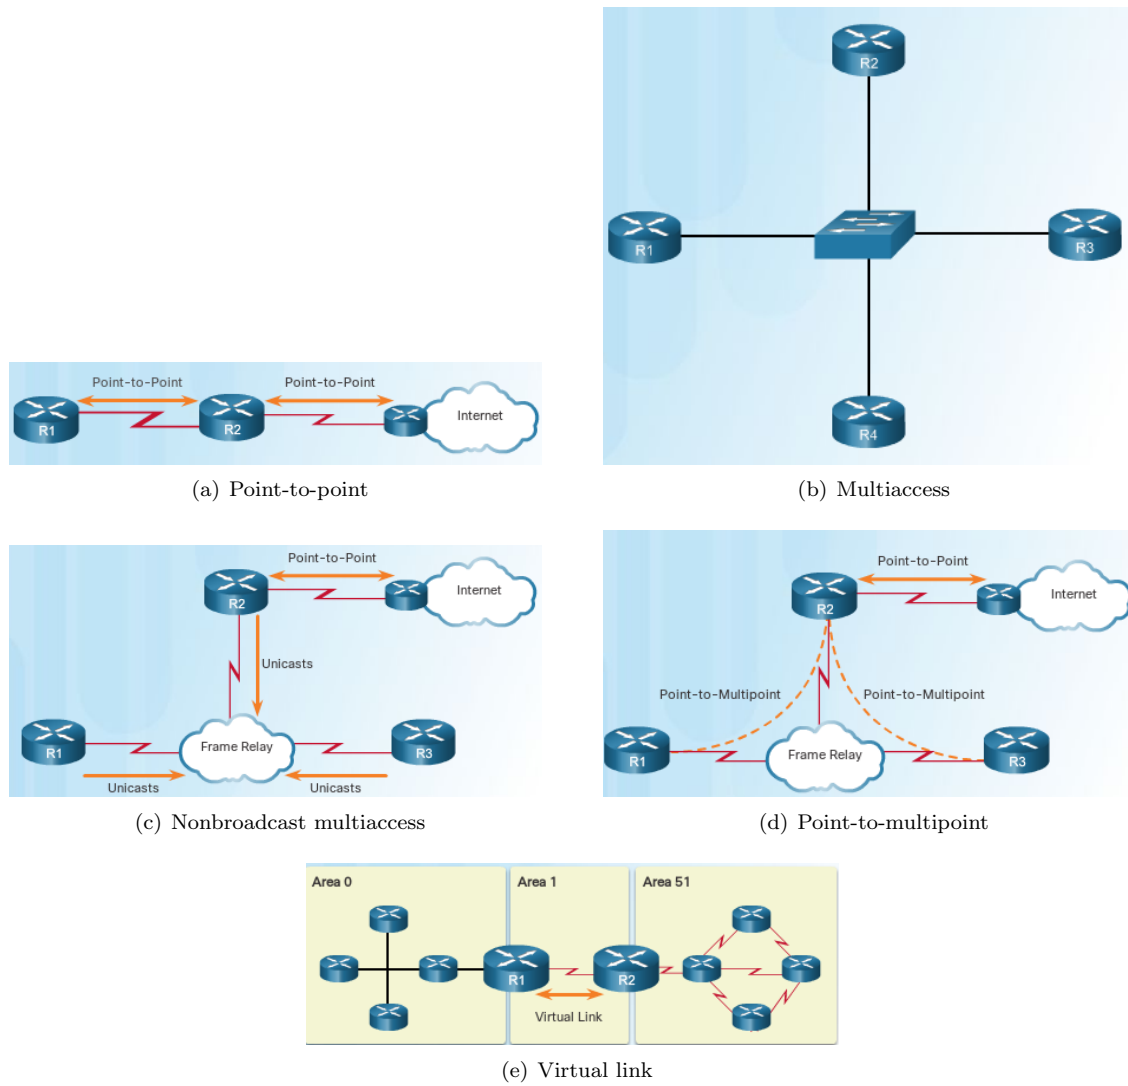 R2
R1
R3
R4
(b) Multiaccess
Point-to-Point
Point-to-Point
R1
R2
Internet
(a) Point-to-point
Point-to-Point
R2
Internet
Unicasts
R1
Frame Relay
R3
Unicasts
Unicasts
(c) Nonbroadcast multiaccess
Point-to-Point
R2
Internet
Point-to-Multipoint
Point-to-Multipoint
R1
Frame Relay
R3
(d) Point-to-multipoint
Area 0
Area 1
Area 51
R1
R2
Virtual Link
(e) Virtual link